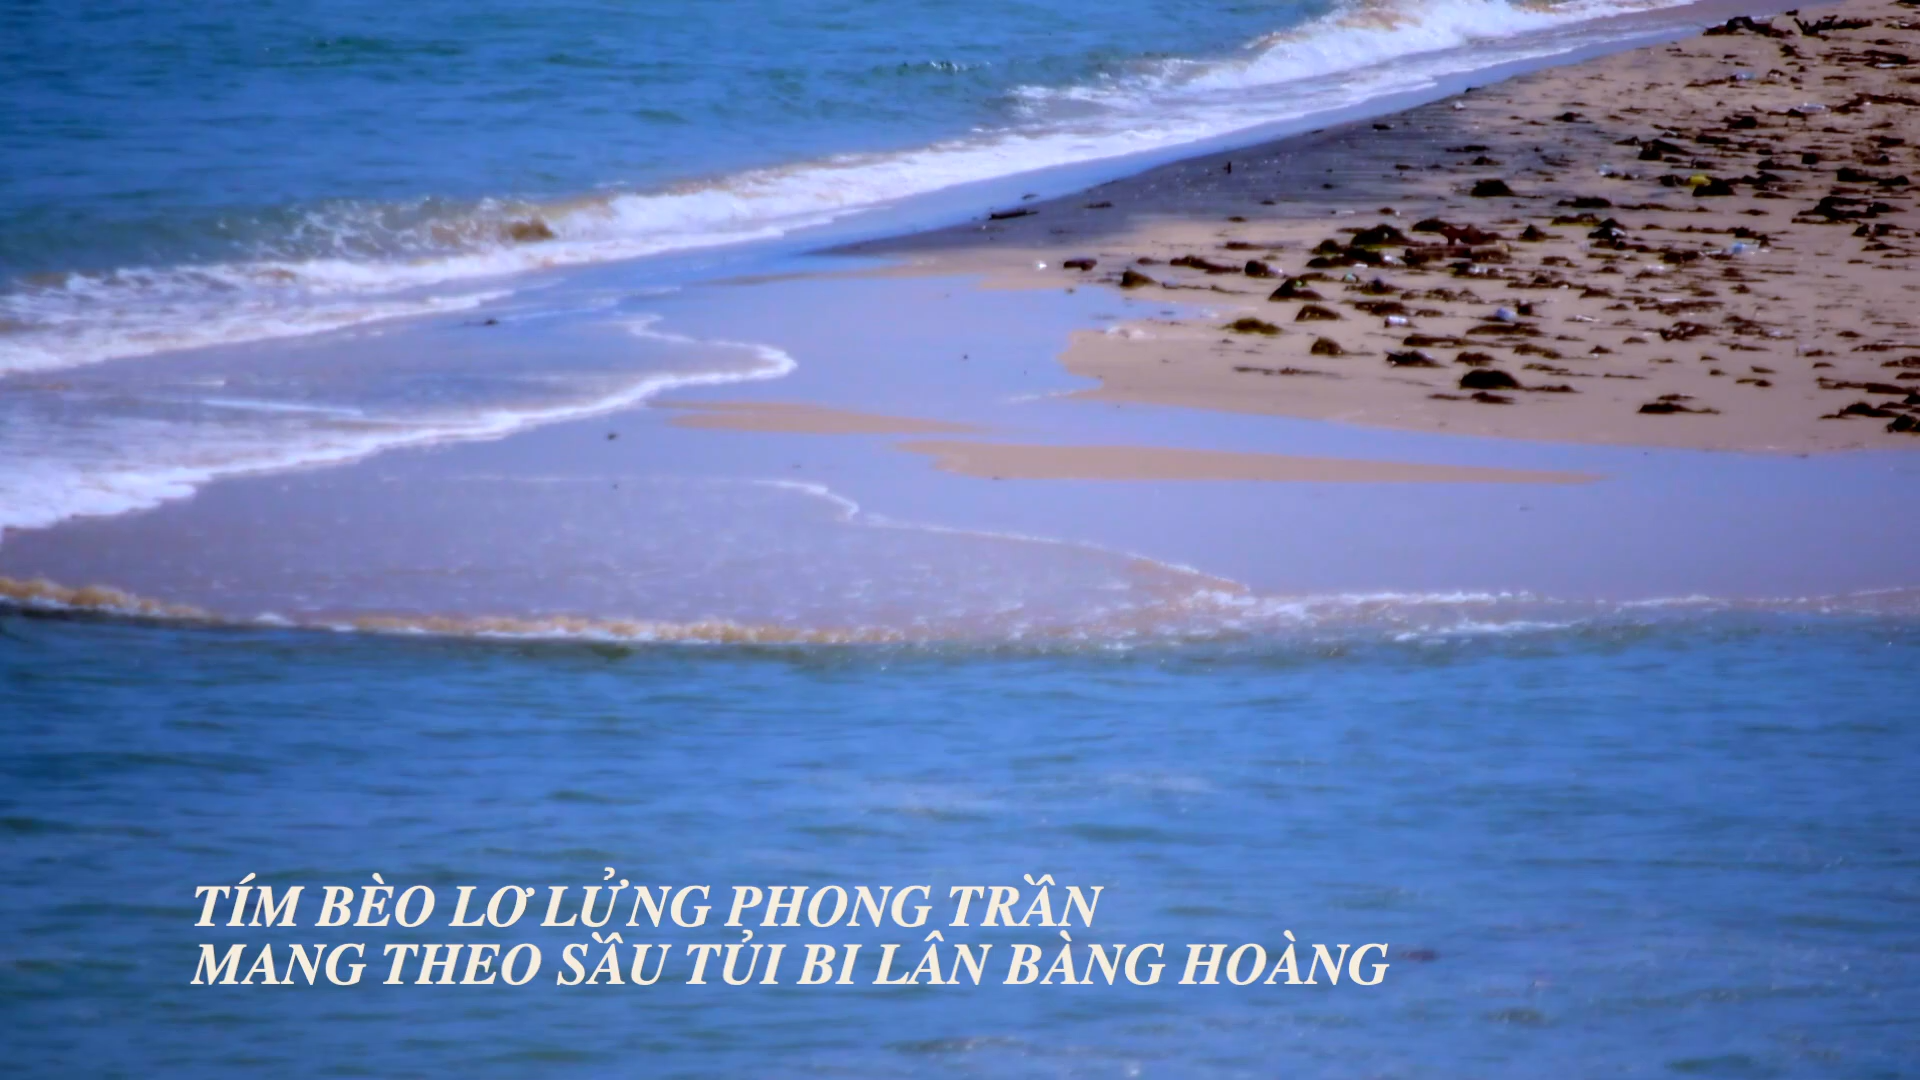 TÍM BÈO LƠ LỬNG PHONG TRẦN
MANG THEO SẦU TỦI BI LÂN BÀNG HOÀNG